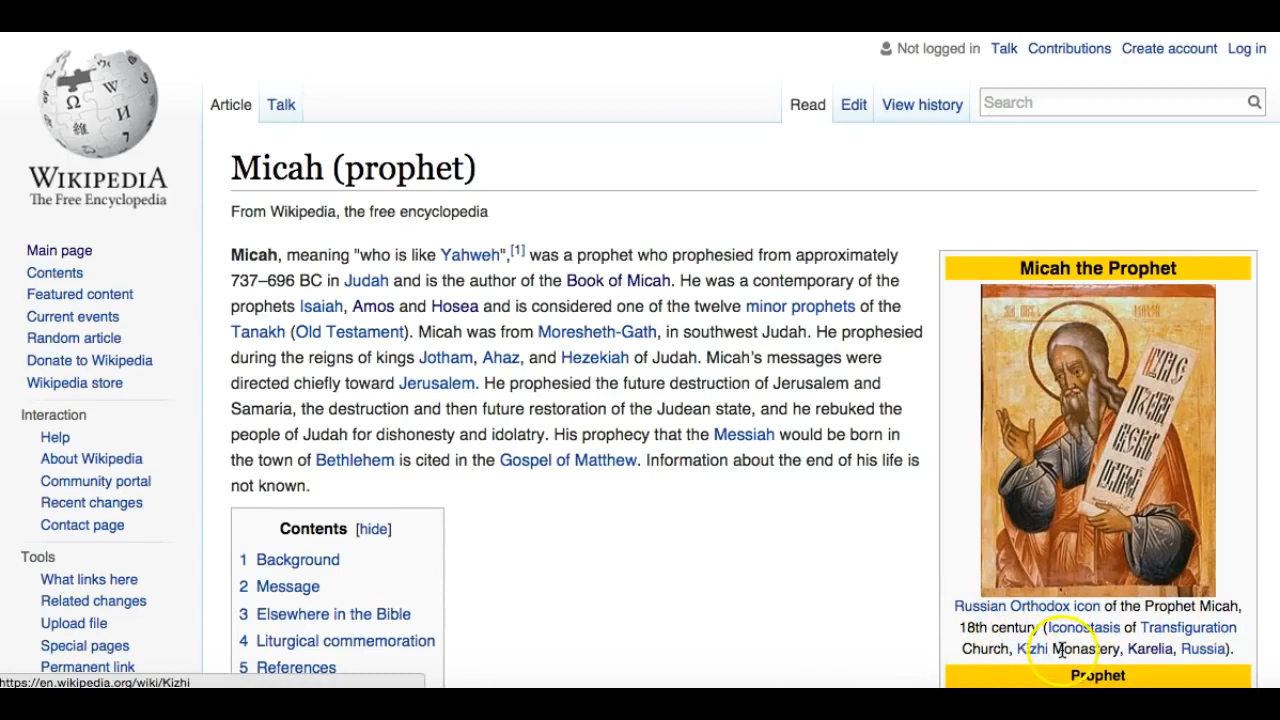 Not logged in Talk Contributions Create account Log in
Article Talk Read Edit View history Search
WIKIPEDIA
The Free Encyclopedia
Main page
Contents
Featured content
Current events
Random article
Donate to Wikipedia
Wikipedia store
Interaction
Help
About Wikipedia
Community portal
Recent changes
Contact page
Tools
What links here
Related changes
Upload file
Special pages
Permanent link
Micah (prophet)
From Wikipedia, the free encyclopedia
Micah, meaning "who is like Yahweh",[1] was a prophet who prophesied from approximately
737–696 BC in Judah and is the author of the Book of Micah. He was a contemporary of the
prophets Isaiah, Amos and Hosea and is considered one of the twelve minor prophets of the
Tanakh (Old Testament). Micah was from Moresheth-Gath, in southwest Judah. He prophesied
during the reigns of kings Jotham, Ahaz, and Hezekiah of Judah. Micah's messages were
directed chiefly toward Jerusalem. He prophesied the future destruction of Jerusalem and
Samaria, the destruction and then future restoration of the Judean state, and he rebuked the
people of Judah for dishonesty and idolatry. His prophecy that the Messiah would be born in
the town of Bethlehem is cited in the Gospel of Matthew. Information about the end of his life is
not known.
Contents [hide]
1 Background
2 Message
3 Elsewhere in the Bible
4 Liturgical commemoration
5 References
Micah the Prophet
Russian Orthodox icon of the Prophet Micah,
18th century (Iconostasis of Transfiguration
Church, Kizhi Monastery, Karelia, Russia).
Prophet
https://en.wikipedia.org/wiki/Kizhi